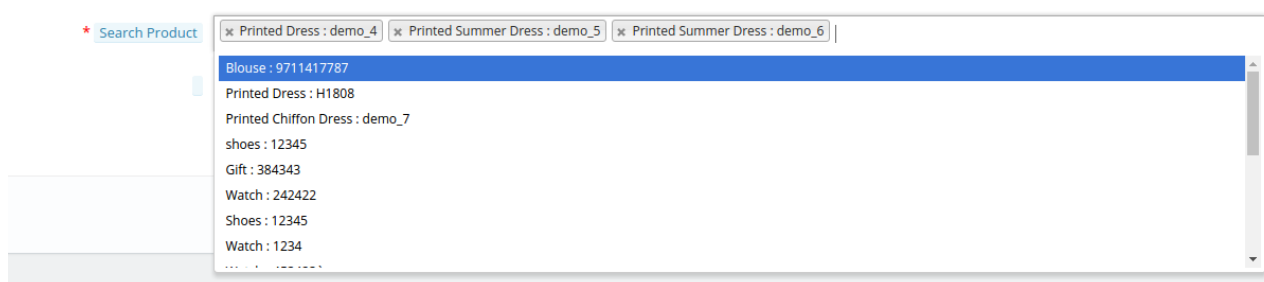 * Search Product × Printed Dress : demo_4 × Printed Summer Dress : demo_5 × Printed Summer Dress : demo_6
Blouse : 9711417787
Printed Dress : H1808
Printed Chiffon Dress : demo_7
shoes : 12345
Gift : 384343
Watch : 242422
Shoes : 12345
Watch : 1234